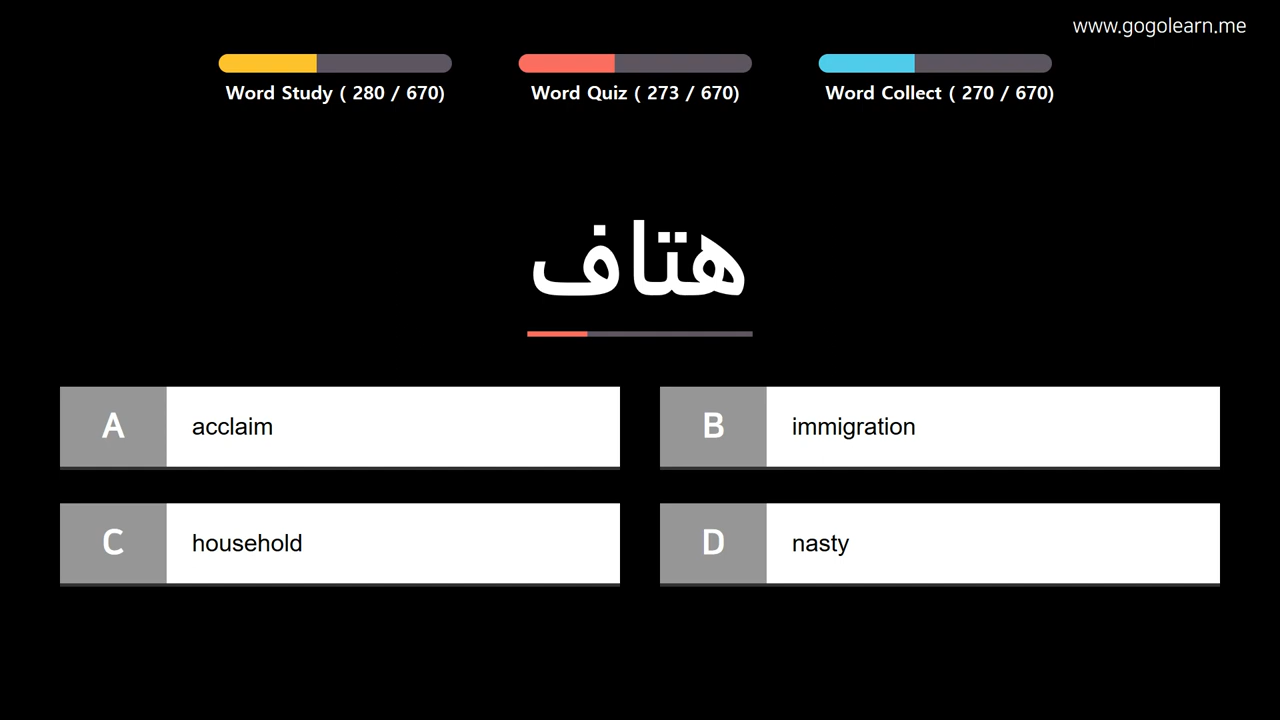 www.gogolearn.me
Word Study ( 280 / 670)
Word Quiz ( 273 / 670)
Word Collect ( 270 / 670)
هتاف
A acclaim
B immigration
C household
D nasty